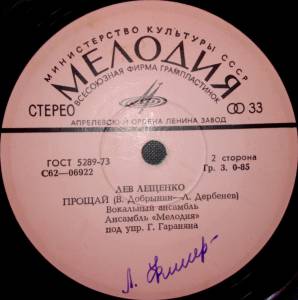 МИНИСТЕРСТВО КУЛЬТУРЫ СССР
МЕЛОДИЯ
ВСЕСОЮЗНАЯ ФИРМА ГРАМПЛАСТИНОК
СТЕРЕО
33
АПРЕЛЕВСКИЙ ОРДЕНА ЛЕНИНА ЗАВОД
ГОСТ 5289-73
2 сторона
С62—06922
Гр. 3. 0-85
ЛЕВ ЛЕЩЕНКО
ПРОЩАЙ (В. Добрынин—Л. Дербенев)
Вокальный ансамбль
Ансамбль «Мелодия»
под упр. Г. Гараняна